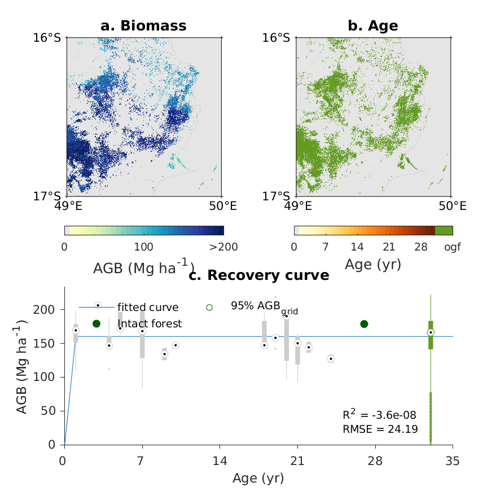 a. Biomass
b. Age
16°S
17°S
49°E
50°E
16°S
17°S
49°E
50°E
0
100
>200
AGB (Mg ha⁻¹)
0
7
14
21
28
ogf
Age (yr)
c. Recovery curve
fitted curve
95% AGB_grid
Intact forest
AGB (Mg ha⁻¹)
200
150
100
50
0
R² = -3.6e-08
RMSE = 24.19
0
7
14
21
28
35
Age (yr)